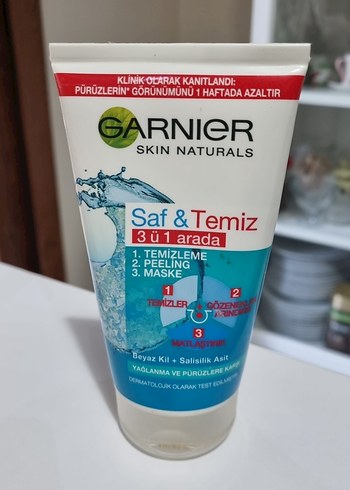 KLİNİK OLARAK KANITLANDI:
PÜRÜZLERİN* GÖRÜNÜMÜNÜ 1 HAFTADA AZALTIR
GARNIER
SKIN NATURALS
Saf & Temiz
3 ü 1 arada
1. TEMİZLEME
2. PEELING
3. MASKE
1
TEMİZLER
2
GÖZENEKLERİ
ARINDIRIR
3
MATLAŞTIRIR
Beyaz Kil + Salisilik Asit
YAĞLANMA VE PÜRÜZLERE KARŞI
DERMATOLOJİK OLARAK TEST EDİLMİŞTİR